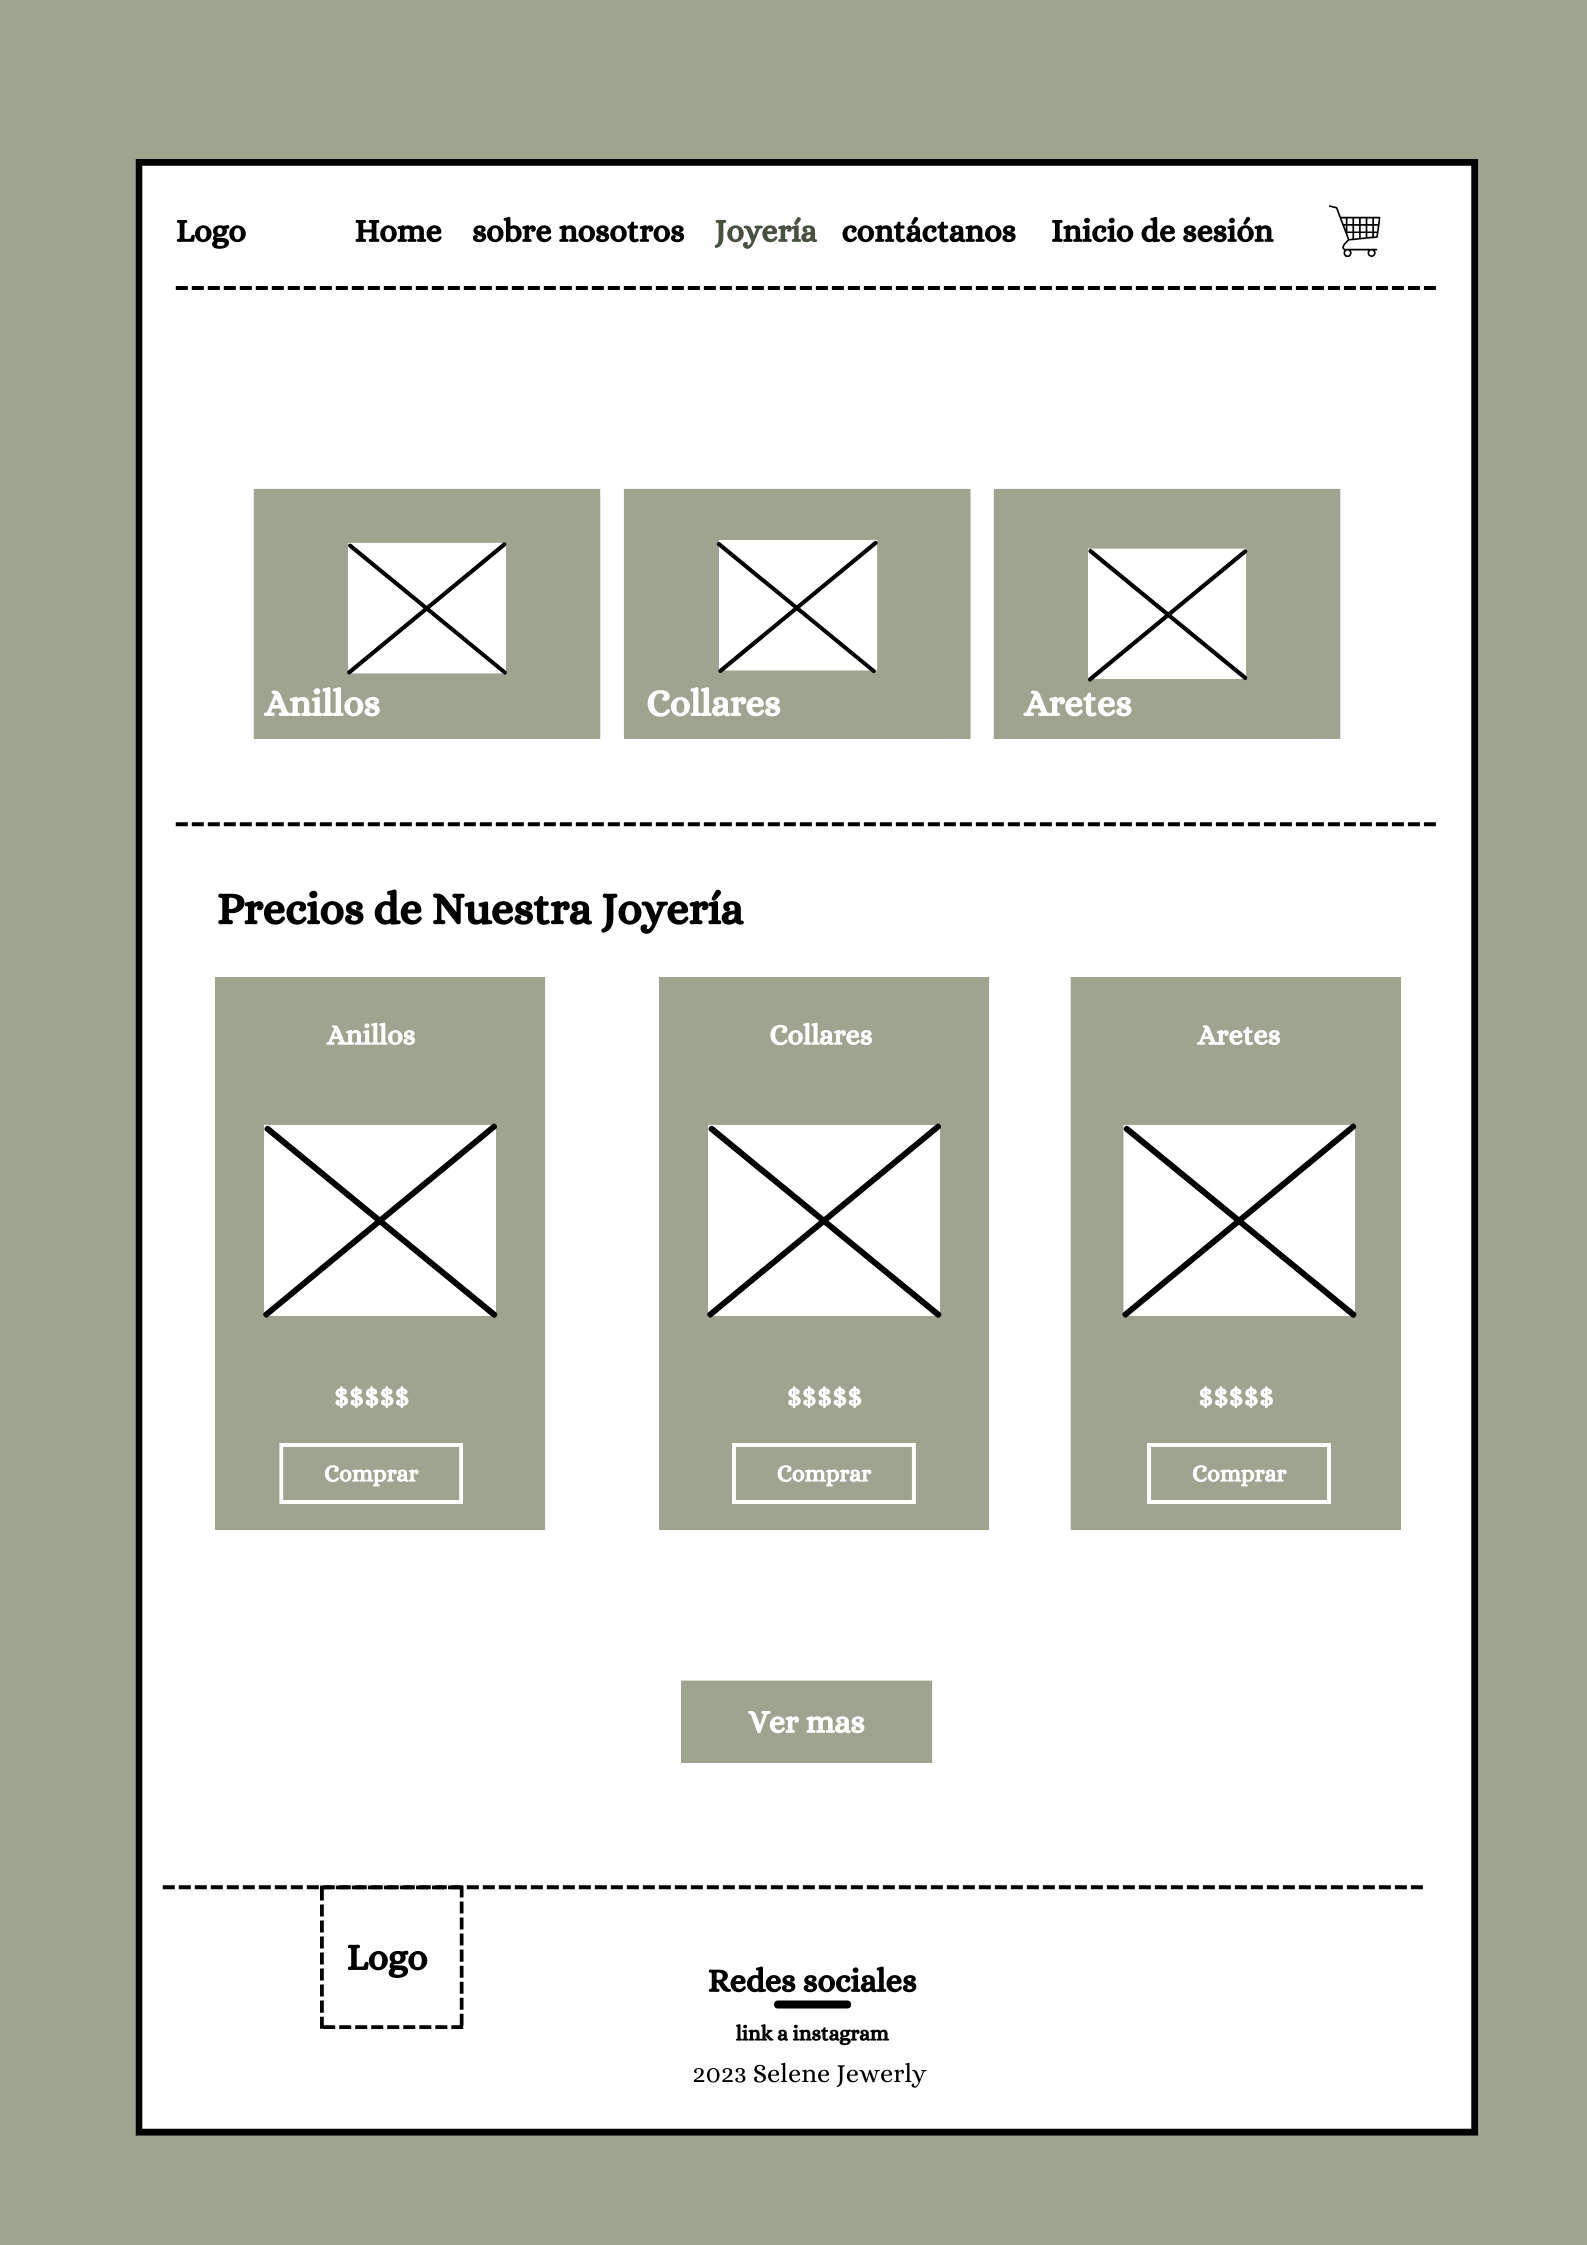 Logo Home sobre nosotros Joyería contáctanos Inicio de sesión
Anillos Collares Aretes
Precios de Nuestra Joyería
Anillos Collares Aretes
$$$$$ $$$$$ $$$$$
Comprar Comprar Comprar
Ver mas
Logo
Redes sociales
link a instagram
2023 Selene Jewerly